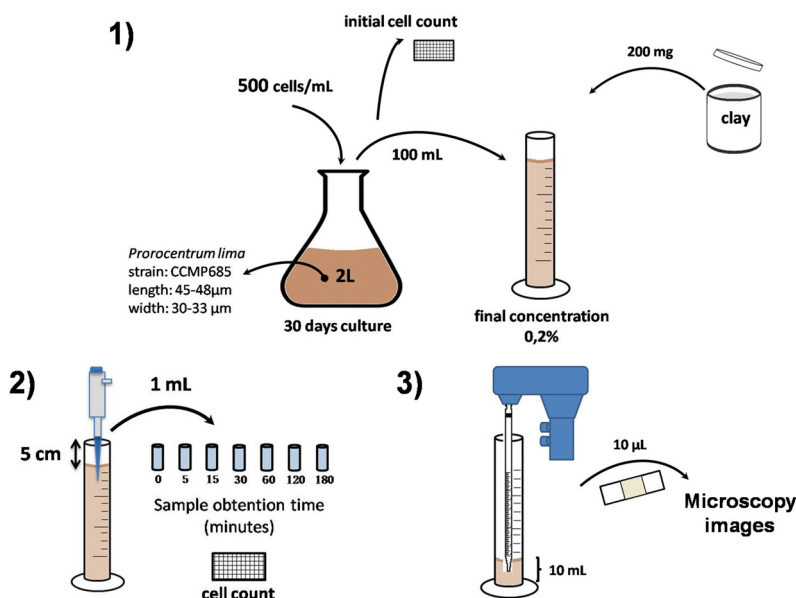 1)
initial cell count
500 cells/mL
200 mg
clay
100 mL
Prorocentrum lima
strain: CCMP685
length: 45-48µm
width: 30-33 µm
2L
30 days culture
final concentration
0,2%
2)
1 mL
5 cm
0 5 15 30 60 120 180
Sample obtention time
(minutes)
cell count
3)
10 µL
Microscopy
images
10 mL